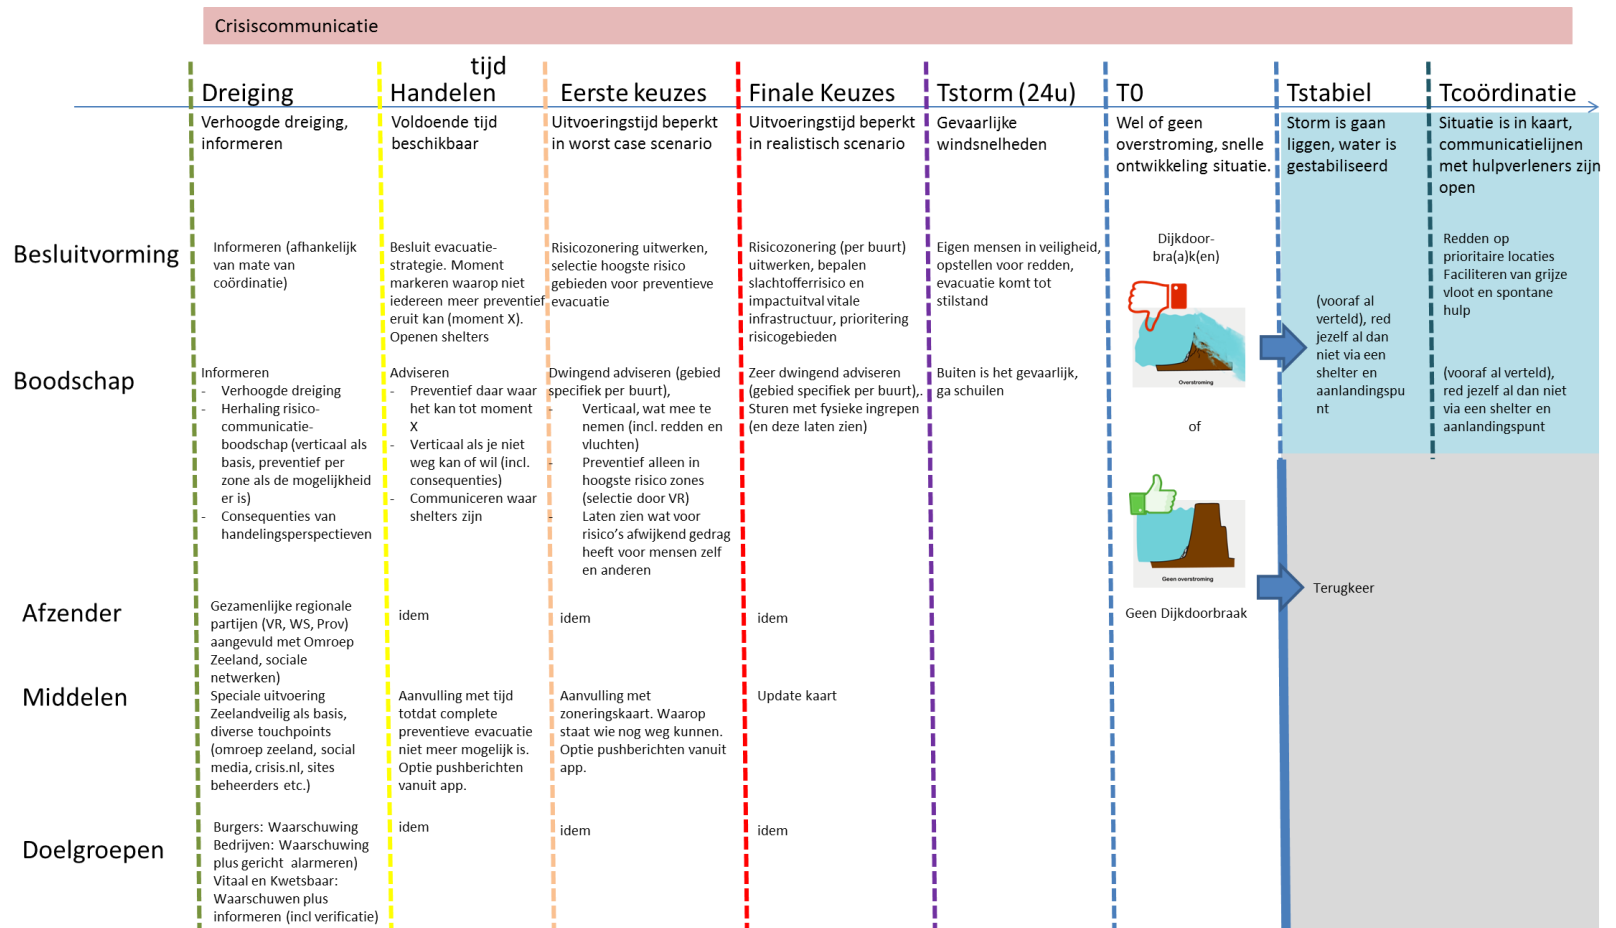 Crisiscommunicatie
tijd
Dreiging
Handelen
Eerste keuzes
Finale Keuzes
Tstorm (24u)
T0
Tstabiel
Tcoördinatie
Verhoogde dreiging,
informeren
Voldoende tijd
beschikbaar
Uitvoeringstijd beperkt
in worst case scenario
Uitvoeringstijd beperkt
in realistisch scenario
Gevaarlijke
windsnelheden
Wel of geen
overstroming, snelle
ontwikkeling situatie.
Storm is gaan
liggen, water is
gestabiliseerd
Situatie is in kaart,
communicatielijnen
met hulpverleners zijn
open
Besluitvorming
Informeren (afhankelijk
van mate van
coördinatie)
Besluit evacuatie-
strategie. Moment
markeren waarop niet
iedereen meer preventief
eruit kan (moment X).
Openen shelters
Risicozonering uitwerken,
selectie hoogste risico
gebieden voor preventieve
evacuatie
Risicozonering (per buurt)
uitwerken, bepalen
slachtofferrisico en
impactuitval vitale
infrastructuur, prioritering
risicogebieden
Eigen mensen in veiligheid,
opstellen voor redden,
evacuatie komt tot
stilstand
Dijkdoor-
bra(a)k(en)
Overstroming
(vooraf al
verteld), red
jezelf al dan
niet via een
shelter en
aanlandingspu
nt
Redden op
prioritaire locaties
Faciliteren van grijze
vloot en spontane
hulp
Boodschap
Informeren
- Verhoogde dreiging
- Herhaling risico-
communicatie-
boodschap (verticaal als
basis, preventief per
zone als de mogelijkheid
er is)
- Consequenties van
handelingsperspectieven
Adviseren
- Preventief daar waar
het kan tot moment
X
- Verticaal als je niet
weg kan of wil (incl.
consequenties)
- Communiceren waar
shelters zijn
Dwingend adviseren (gebied
specifiek per buurt),
- Verticaal, wat mee te
nemen (incl. redden en
vluchten)
- Preventief alleen in
hoogste risico zones
(selectie door VR)
- Laten zien wat voor
risico's afwijkend gedrag
heeft voor mensen zelf
en anderen
Zeer dwingend adviseren
(gebied specifiek per buurt),.
Sturen met fysieke ingrepen
(en deze laten zien)
Buiten is het gevaarlijk,
ga schuilen
of
Geen overstroming
Geen Dijkdoorbraak
(vooraf al verteld),
red jezelf al dan niet
via een shelter en
aanlandingspunt
Terugkeer
Afzender
Gezamenlijke regionale
partijen (VR, WS, Prov)
aangevuld met Omroep
Zeeland, sociale
netwerken)
idem
idem
idem
Middelen
Speciale uitvoering
Zeelandveilig als basis,
diverse touchpoints
(omroep zeeland, social
media, crisis.nl, sites
beheerders etc.)
Aanvulling met tijd
totdat complete
preventieve evacuatie
niet meer mogelijk is.
Optie pushberichten
vanuit app.
Aanvulling met
zoneringskaart. Waarop
staat wie nog weg kunnen.
Optie pushberichten vanuit
app.
Update kaart
Doelgroepen
Burgers: Waarschuwing
Bedrijven: Waarschuwing
plus gericht alarmeren)
Vitaal en Kwetsbaar:
Waarschuwen plus
informeren (incl verificatie)
idem
idem
idem